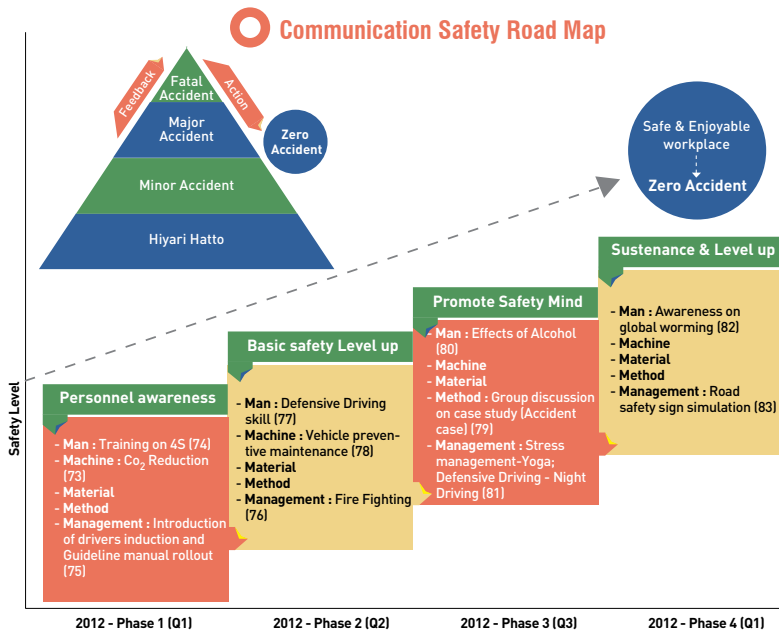 Communication Safety Road Map
Feedback
Action
Fatal
Accident
Major
Accident
Minor Accident
Hiyari Hatto
Zero
Accident
Safe & Enjoyable
workplace
Zero Accident
Safety Level
Personnel awareness
- Man : Training on 4S (74)
- Machine : Co2 Reduction
(73)
- Material
- Method
- Management : Introduction
of drivers induction and
Guideline manual rollout
(75)
Basic safety Level up
- Man : Defensive Driving
skill (77)
- Machine : Vehicle preven-
tive maintenance (78)
- Material
- Method
- Management : Fire Fighting
(76)
Promote Safety Mind
- Man : Effects of Alcohol
(80)
- Machine
- Material
- Method : Group discussion
on case study (Accident
case) (79)
- Management : Stress
management-Yoga;
Defensive Driving - Night
Driving (81)
Sustenance & Level up
- Man : Awareness on
global worming (82)
- Machine
- Material
- Method
- Management : Road
safety sign simulation (83)
2012 - Phase 1 (Q1)
2012 - Phase 2 (Q2)
2012 - Phase 3 (Q3)
2012 - Phase 4 (Q1)